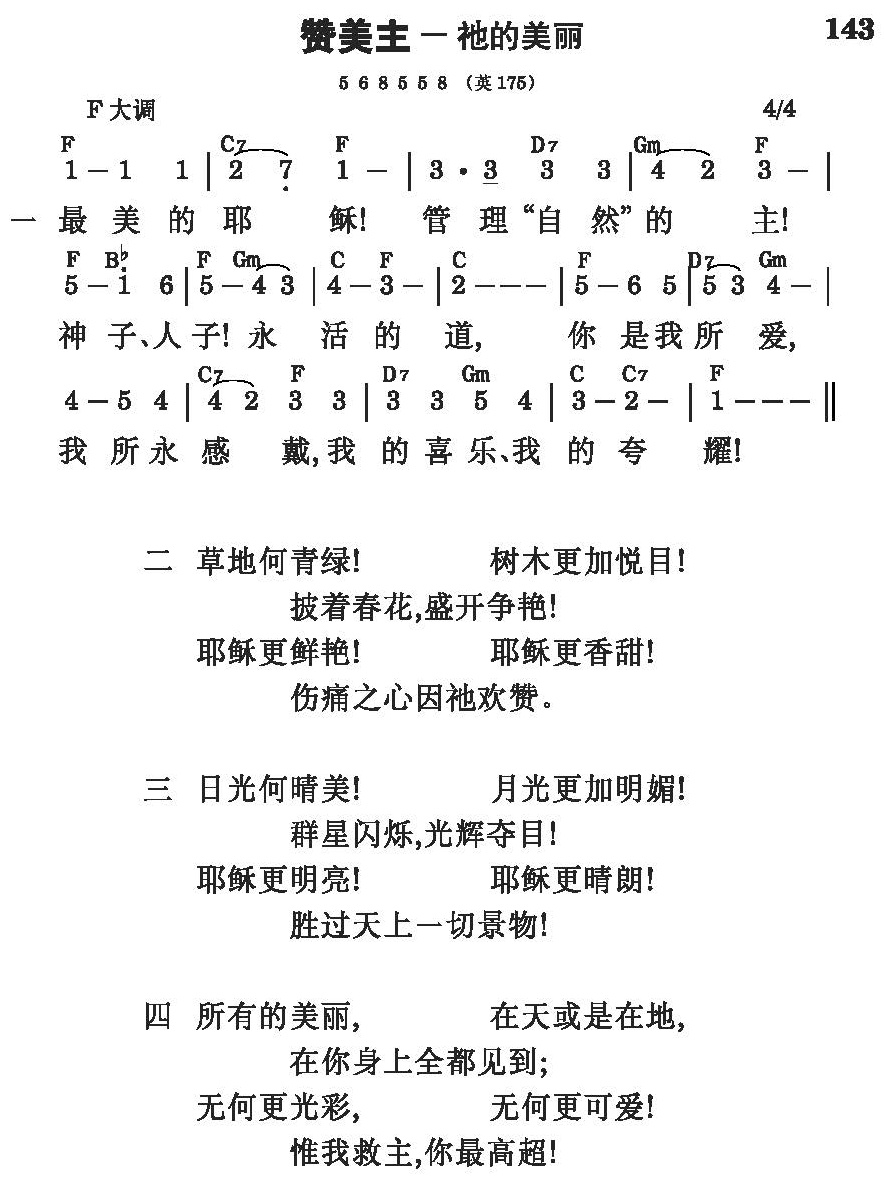 赞美主－祂的美丽 143
5 6 8 5 5 8 （英175）
F大调 4/4
F C7 F D7 Gm F
1 – 1 1 | 2 7 1 – | 3 · 3 3 3 | 4 2 3 – |
一 最美的耶稣! 管理“自然”的主!
F B♭ F Gm C F C F D7 Gm
5 – 1 6 | 5 – 4 3 | 4 – 3 – | 2 – – – | 5 – 6 5 | 5 3 4 – |
神子、人子! 永活的道, 你是我所爱,
C7 F D7 Gm C C7 F
4 – 5 4 | 4 2 3 3 | 3 3 5 4 | 3 – 2 – | 1 – – – ‖
我所永感戴,我的喜乐、我的夸耀!
二 草地何青绿! 树木更加悦目!
披着春花,盛开争艳!
耶稣更鲜艳! 耶稣更香甜!
伤痛之心因祂欢赞。
三 日光何晴美! 月光更加明媚!
群星闪烁,光辉夺目!
耶稣更明亮! 耶稣更晴朗!
胜过天上一切景物!
四 所有的美丽, 在天或是在地,
在你身上全都见到;
无何更光彩, 无何更可爱!
惟我救主,你最高超!